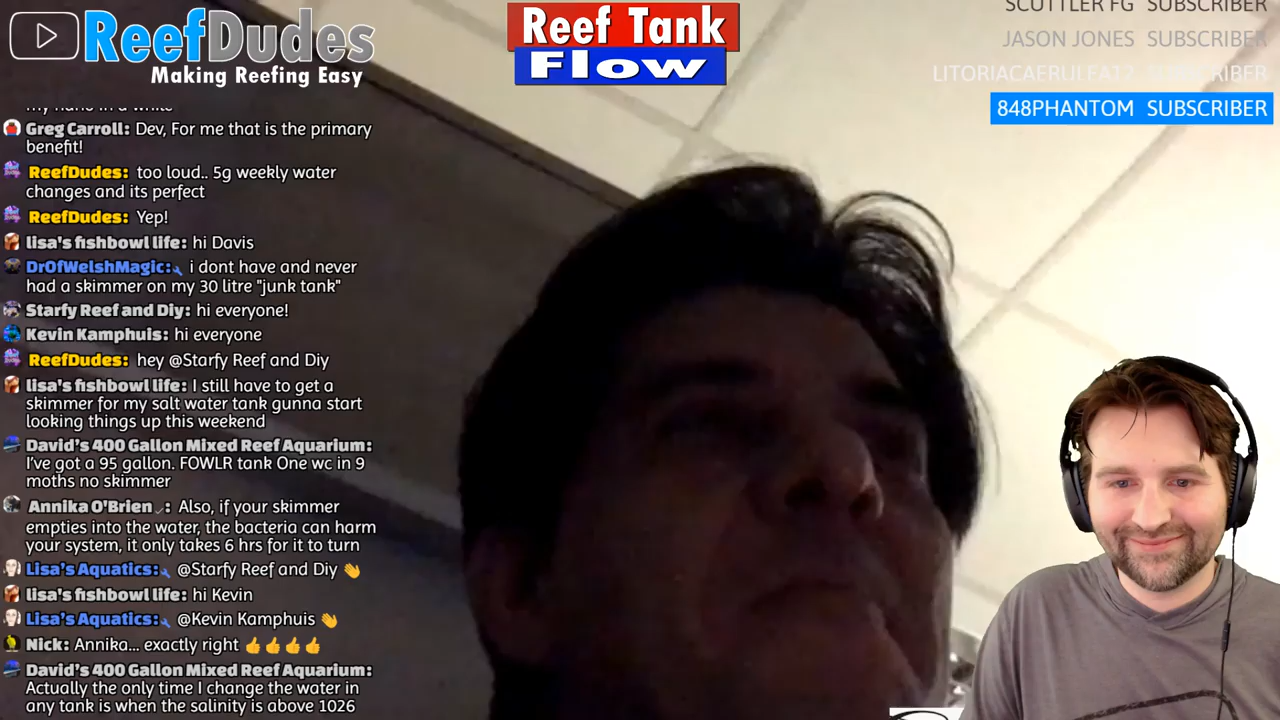 ReefDudes
Making Reefing Easy
Reef Tank
Flow
SCUTTLER FG SUBSCRIBER
JASON JONES SUBSCRIBER
SUBSCRIBER
848PHANTOM SUBSCRIBER
my nano in a while
Greg Carroll: Dev, For me that is the primary
benefit!
ReefDudes: too loud.. 5g weekly water
changes and its perfect
ReefDudes: Yep!
lisa's fishbowl life: hi Davis
DrOfWelshMagic: i dont have and never
had a skimmer on my 30 litre "junk tank"
Starfy Reef and Diy: hi everyone!
Kevin Kamphuis: hi everyone
ReefDudes: hey @Starfy Reef and Diy
lisa's fishbowl life: I still have to get a
skimmer for my salt water tank gunna start
looking things up this weekend
David's 400 Gallon Mixed Reef Aquarium:
I've got a 95 gallon. FOWLR tank One wc in 9
moths no skimmer
Annika O'Brien: Also, if your skimmer
empties into the water, the bacteria can harm
your system, it only takes 6 hrs for it to turn
Lisa's Aquatics: @Starfy Reef and Diy 👋
lisa's fishbowl life: hi Kevin
Lisa's Aquatics: @Kevin Kamphuis 👋
Nick: Annika... exactly right 👍👍👍👍
David's 400 Gallon Mixed Reef Aquarium:
Actually the only time I change the water in
any tank is when the salinity is above 1026